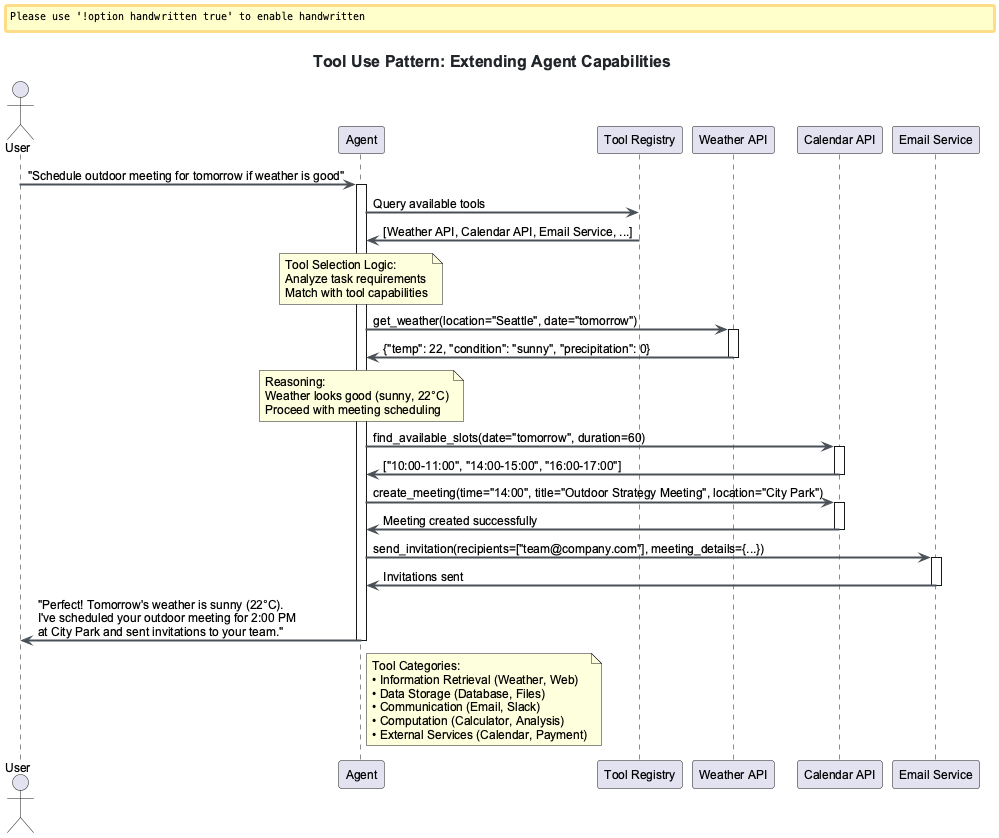 Please use '!option handwritten true' to enable handwritten
Tool Use Pattern: Extending Agent Capabilities
User
Agent
Tool Registry
Weather API
Calendar API
Email Service
"Schedule outdoor meeting for tomorrow if weather is good"
Query available tools
[Weather API, Calendar API, Email Service, ...]
Tool Selection Logic:
Analyze task requirements
Match with tool capabilities
get_weather(location="Seattle", date="tomorrow")
{"temp": 22, "condition": "sunny", "precipitation": 0}
Reasoning:
Weather looks good (sunny, 22°C)
Proceed with meeting scheduling
find_available_slots(date="tomorrow", duration=60)
["10:00-11:00", "14:00-15:00", "16:00-17:00"]
create_meeting(time="14:00", title="Outdoor Strategy Meeting", location="City Park")
Meeting created successfully
send_invitation(recipients=["team@company.com"], meeting_details={...})
Invitations sent
"Perfect! Tomorrow's weather is sunny (22°C).
I've scheduled your outdoor meeting for 2:00 PM
at City Park and sent invitations to your team."
Tool Categories:
• Information Retrieval (Weather, Web)
• Data Storage (Database, Files)
• Communication (Email, Slack)
• Computation (Calculator, Analysis)
• External Services (Calendar, Payment)
User
Agent
Tool Registry
Weather API
Calendar API
Email Service